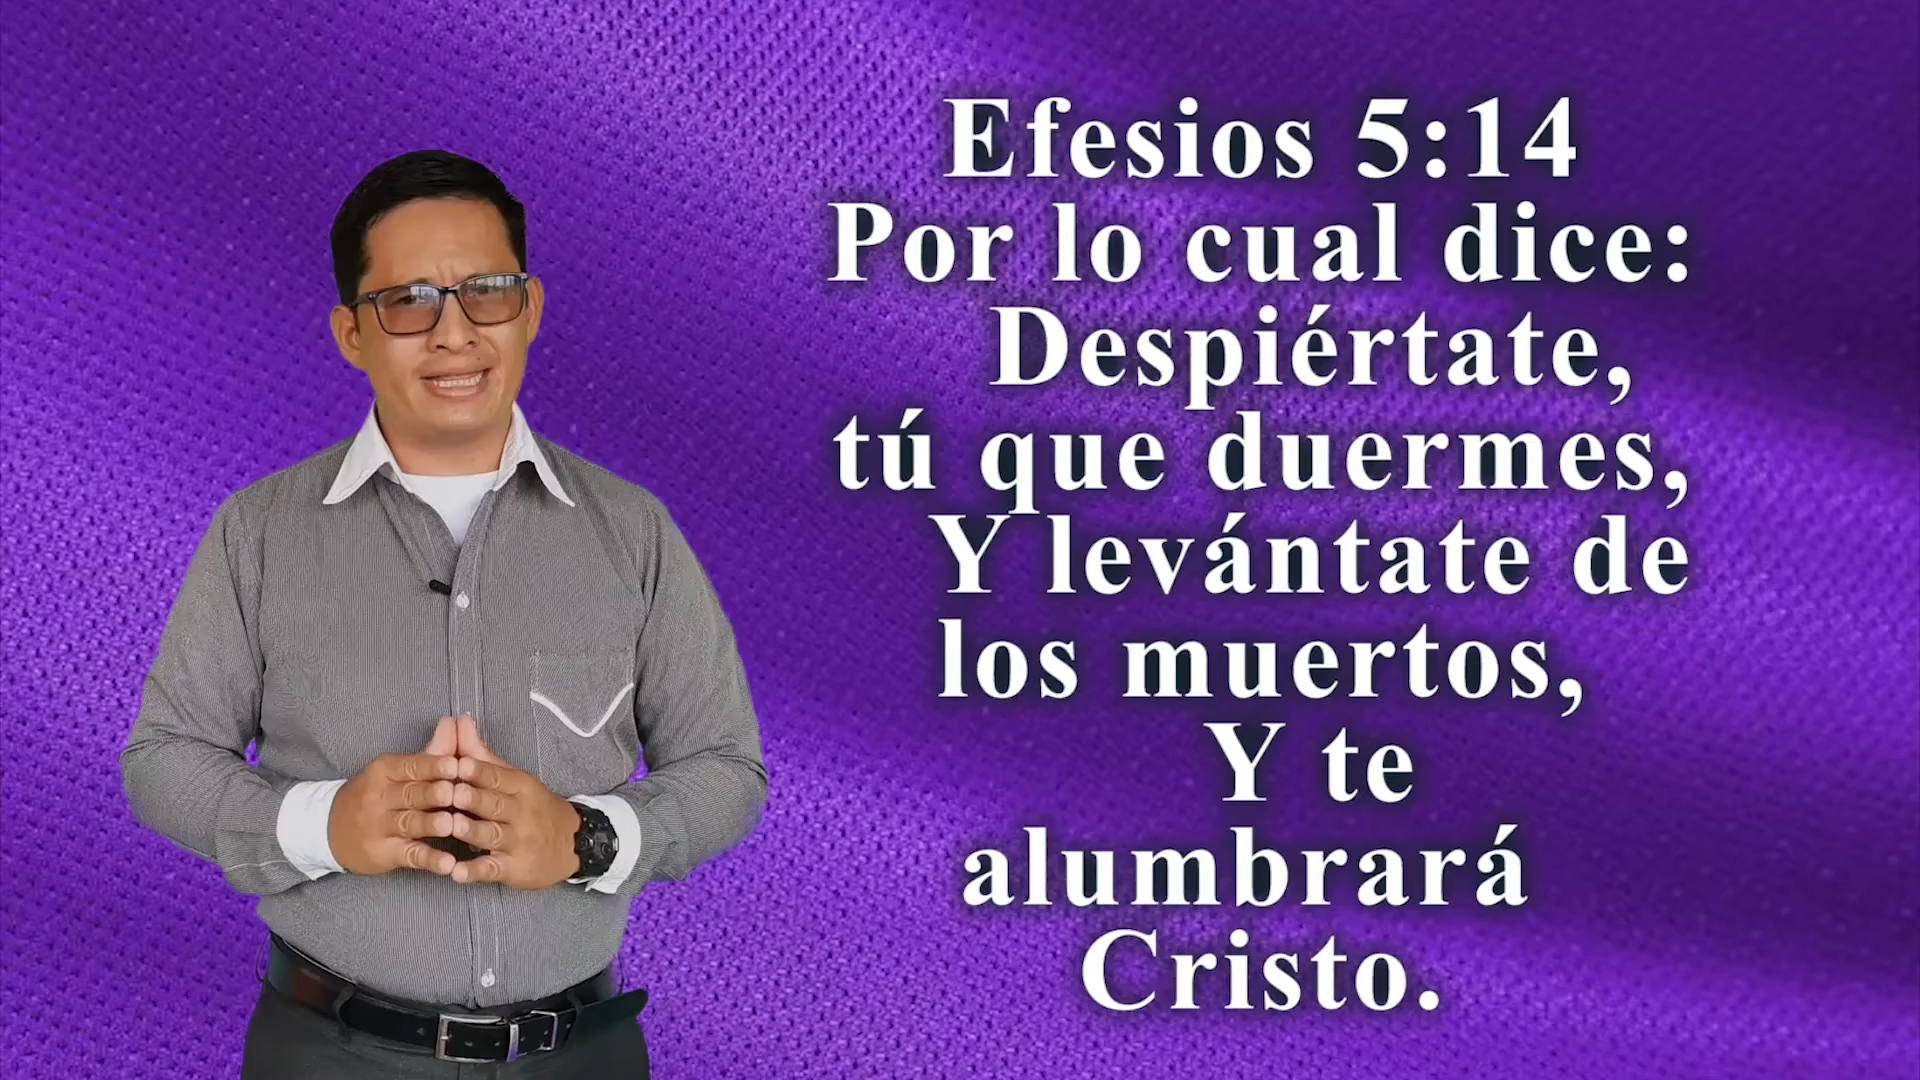 Efesios 5:14
Por lo cual dice:
Despiértate,
tú que duermes,
Y levántate de
los muertos,
Y te
alumbrará
Cristo.